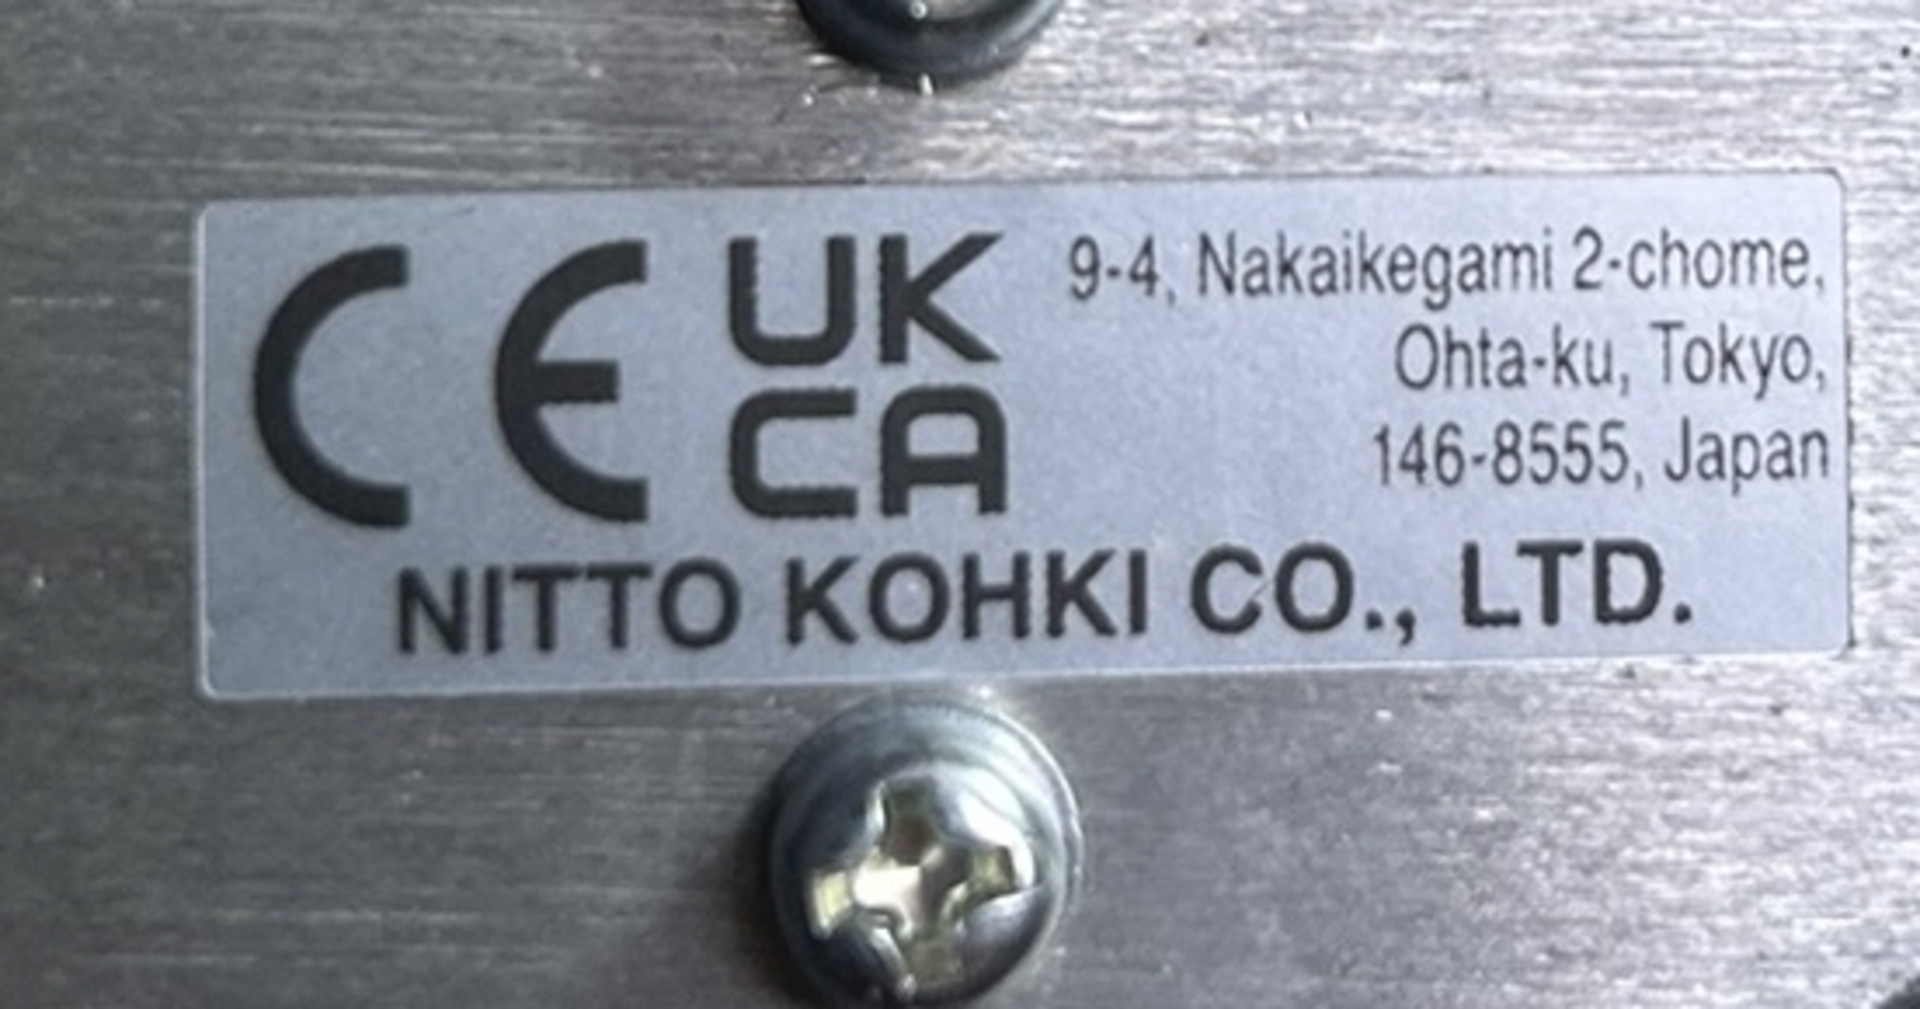 CE UK CA
9-4, Nakaikegami 2-chome,
Ohta-ku, Tokyo,
146-8555, Japan
NITTO KOHKI CO., LTD.